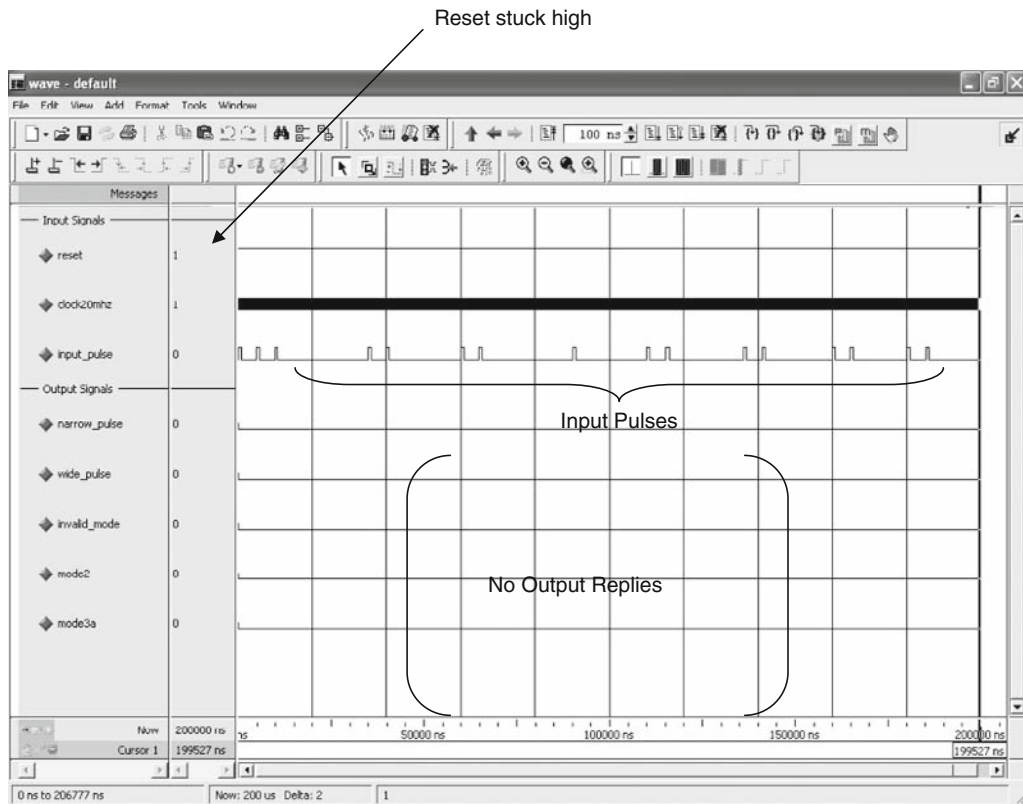 Reset stuck high
wave - default
File Edit View Add Format Tools Window
100 ns
Messages
Input Signals
reset 1
clock20mhz 1
input_pulse 0
Input Pulses
Output Signals
narrow_pulse 0
wide_pulse 0
invalid_mode 0
mode2 0
No Output Replies
mode3a 0
Now 200000 ns
ns 50000 ns 100000 ns 150000 ns 200000 ns
Cursor 1 199527 ns
199527 ns
0 ns to 206777 ns Now: 200 us Delta: 2 1